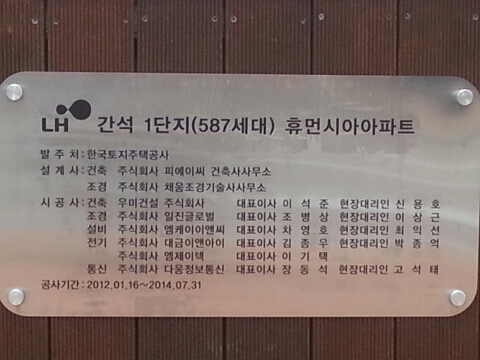 LH 간석 1단지(587세대) 휴먼시아아파트
발 주 처 : 한국토지주택공사
설 계 사 : 건축 주식회사 피에이씨 건축사사무소
조경 주식회사 채움조경기술사사무소
시 공 사 : 건축 우미건설 주식회사 대표이사 이 석 준 현장대리인 신 용 호
조경 주식회사 일진글로벌 대표이사 조 병 상 현장대리인 이 상 근
설비 주식회사 엠케이이앤씨 대표이사 차 영 호 현장대리인 최 익 선
전기 주식회사 대금이앤아이 대표이사 김 종 우 현장대리인 박 종 억
주식회사 엠제이텍 대표이사 이 기 택
통신 주식회사 다웅정보통신 대표이사 장 동 석 현장대리인 고 석 태
공사기간 : 2012.01.16~2014.07.31